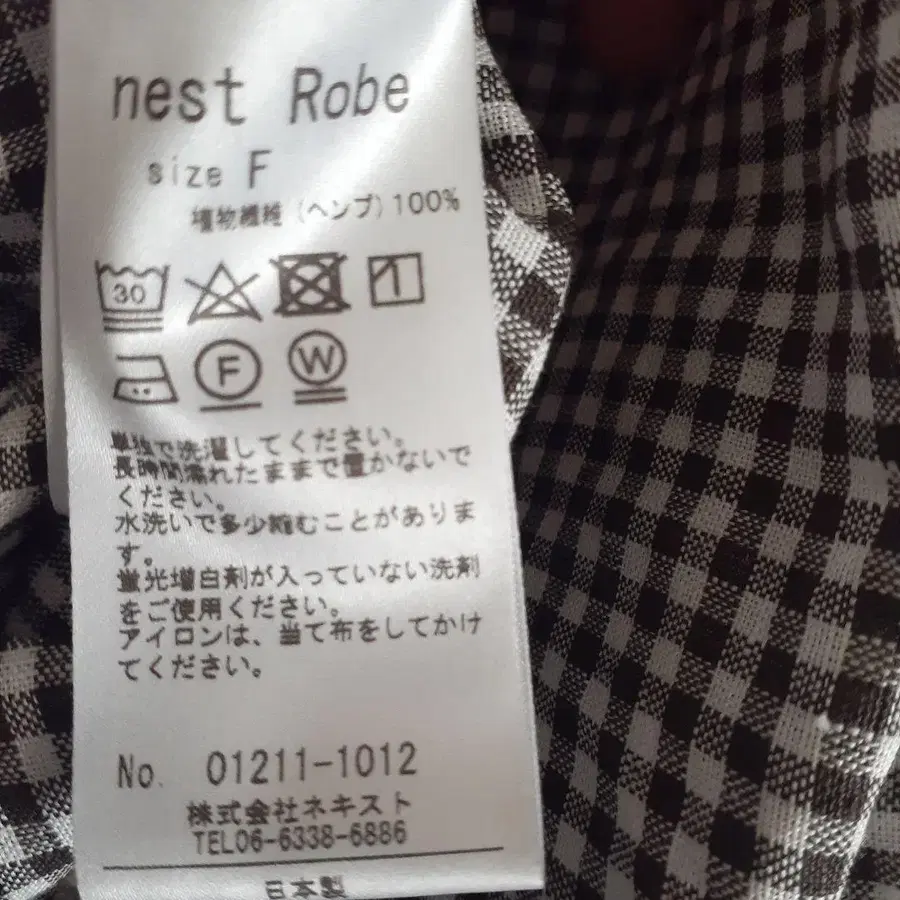 nest Robe
size F
植物繊維 (ヘンプ) 100%
30
F W
単独で洗濯してください。
長時間濡れたままで置かないで
ください。
水洗いで多少縮むことがありま
す。
蛍光増白剤が入っていない洗剤
をご使用ください。
アイロンは、当て布をしてかけ
てください。
No. 01211-1012
株式会社ネキスト
TEL06-6338-6886
日本製